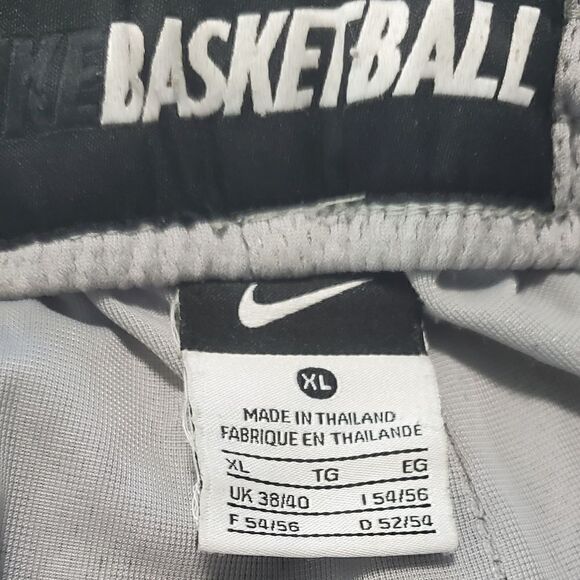 NIKE BASKETBALL
XL
MADE IN THAILAND
FABRIQUE EN THAILANDE
XL TG EG
UK 38/40 I 54/56
F 54/56 D 52/54